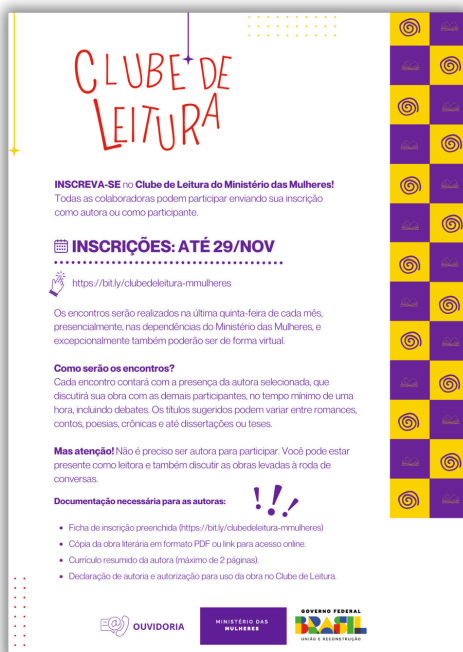 CLUBE DE
LEITURA
INSCREVA-SE no Clube de Leitura do Ministério das Mulheres!
Todas as colaboradoras podem participar enviando sua inscrição
como autora ou como participante.
INSCRIÇÕES: ATÉ 29/NOV
https://bit.ly/clubedeleitura-mmulheres
Os encontros serão realizados na última quinta-feira de cada mês,
presencialmente, nas dependências do Ministério das Mulheres, e
excepcionalmente também poderão ser de forma virtual.
Como serão os encontros?
Cada encontro contará com a presença da autora selecionada, que
discutirá sua obra com as demais participantes, no tempo mínimo de uma
hora, incluindo debates. Os títulos sugeridos podem variar entre romances,
contos, poesias, crônicas e até dissertações ou teses.
Mas atenção! Não é preciso ser autora para participar. Você pode estar
presente como leitora e também discutir as obras levadas à roda de
conversas.
Documentação necessária para as autoras:
!!!
• Ficha de inscrição preenchida (https://bit.ly/clubedeleitura-mmulheres)
• Cópia da obra literária em formato PDF ou link para acesso online.
• Currículo resumido da autora (máximo de 2 páginas).
• Declaração de autoria e autorização para uso da obra no Clube de Leitura.
OUVIDORIA
MINISTÉRIO DAS
MULHERES
GOVERNO FEDERAL
BRASIL
UNIÃO E RECONSTRUÇÃO